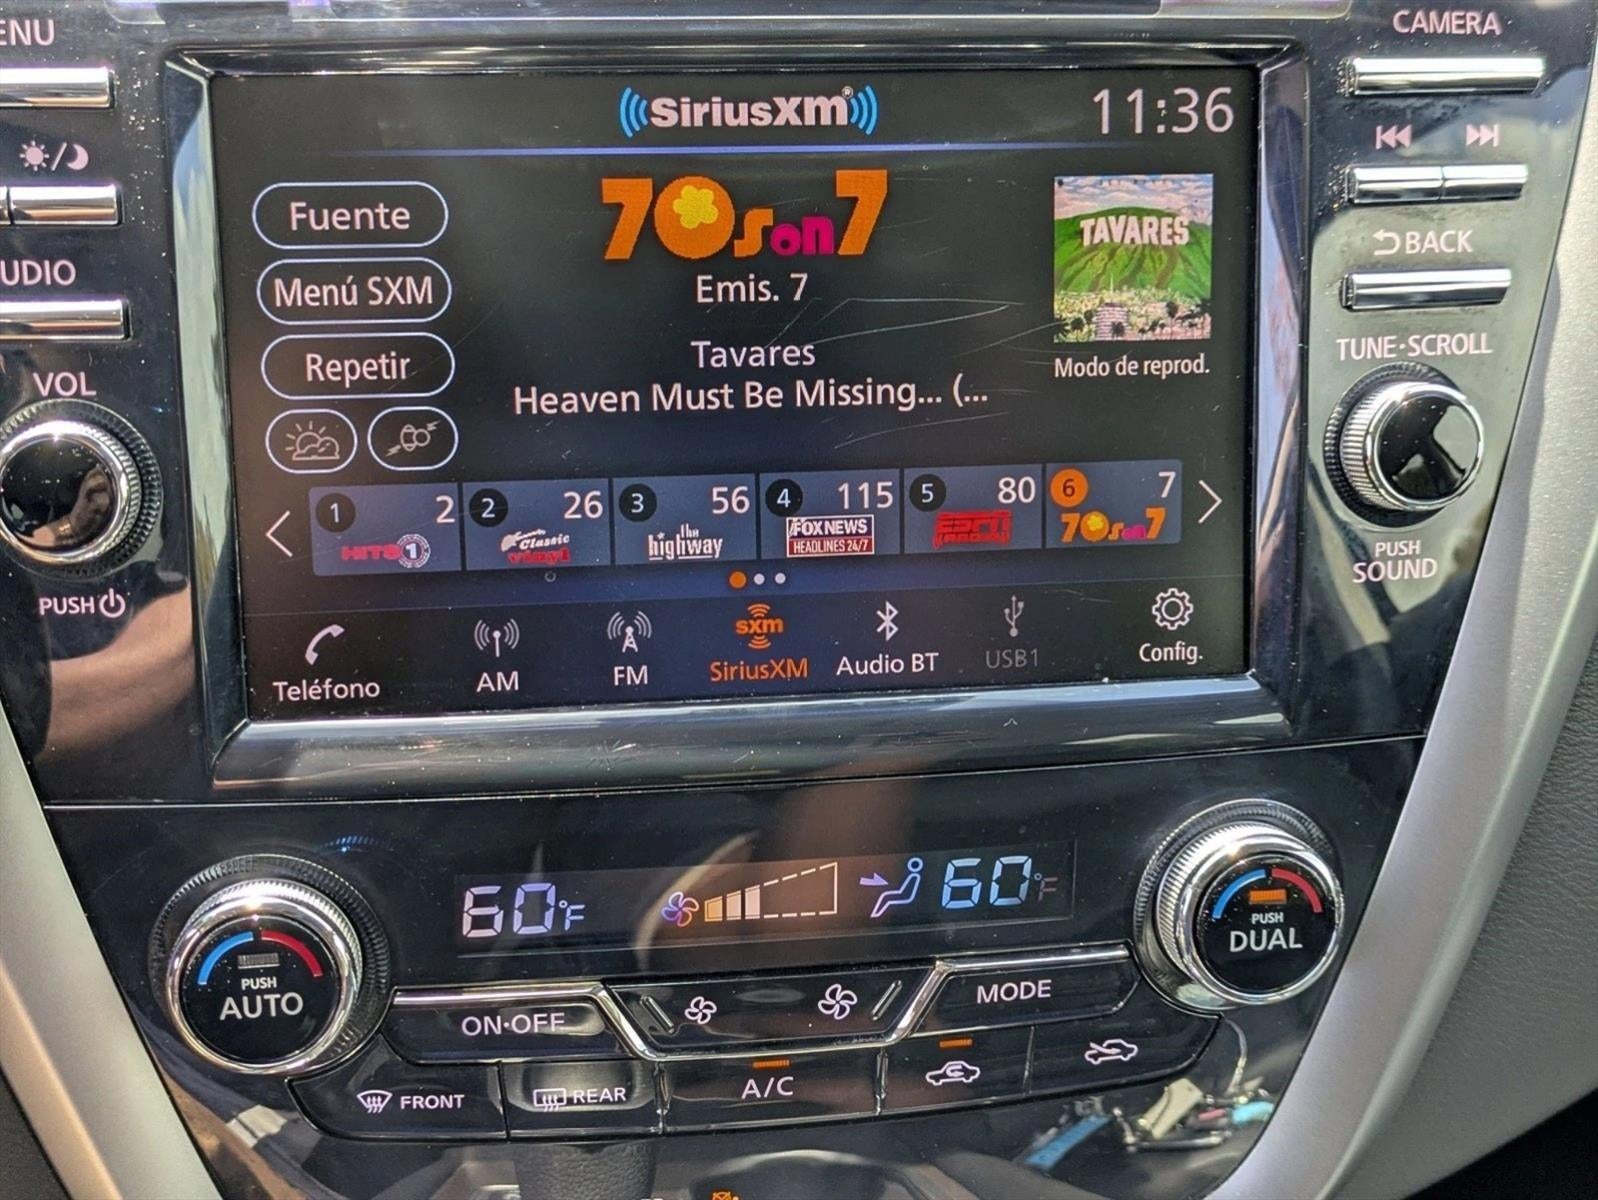 CAMERA
SiriusXM®
11:36
Fuente
70s on 7
TAVARES
Menú SXM
Emis. 7
BACK
Repetir
Tavares
Modo de reprod.
TUNE·SCROLL
VOL
Heaven Must Be Missing... (...
1 2 2 26 3 56 4 115 5 80 6 7
HITS 1
Classic vinyl
the highway
FOX NEWS
HEADLINES 24/7
ESPN
70s on 7
PUSH
SOUND
PUSH
Teléfono
AM
FM
sxm
SiriusXM
Audio BT
USB1
Config.
60°F
60°F
PUSH
AUTO
PUSH
DUAL
ON·OFF
MODE
FRONT
REAR
A/C